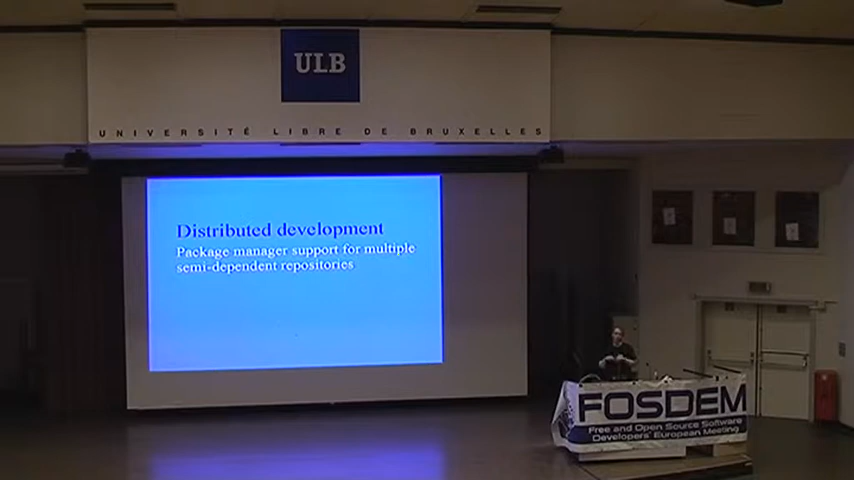 ULB
UNIVERSITÉ LIBRE DE BRUXELLES
Distributed development
Package manager support for multiple
semi-dependent repositories
FOSDEM
Free and Open Source Software
Developers' European Meeting